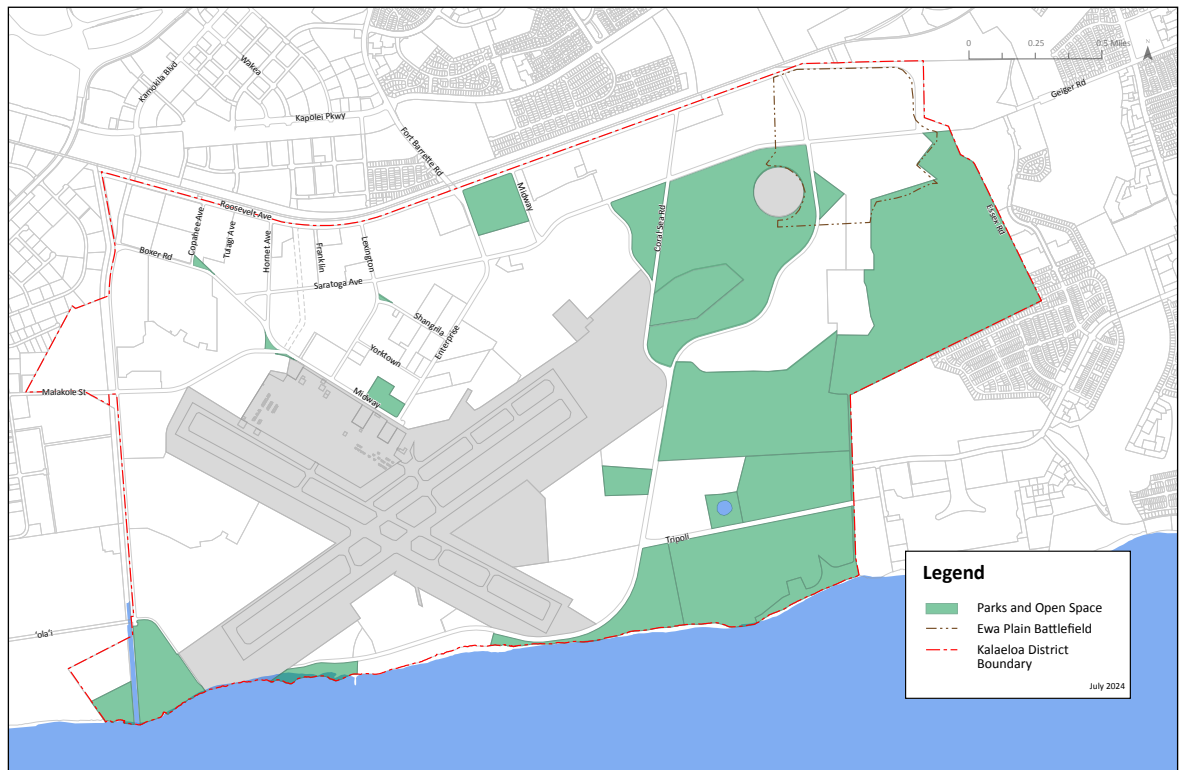 Kamokila Blvd
Wakea
Kapolei Pkwy
Fort Barrette Rd
0
0.25
0.5 Miles
N
Geiger Rd
Roosevelt Ave
Midway
Coral Sea Rd
Essex Rd
Copahee Ave
Tulagi Ave
Hornet Ave
Franklin
Lexington
Boxer Rd
Saratoga Ave
Shangrila
Enterprise
Yorktown
Midway
Malakole St
Tripoli
'ola'i
Legend
Parks and Open Space
Ewa Plain Battlefield
Kalaeloa District
Boundary
July 2024